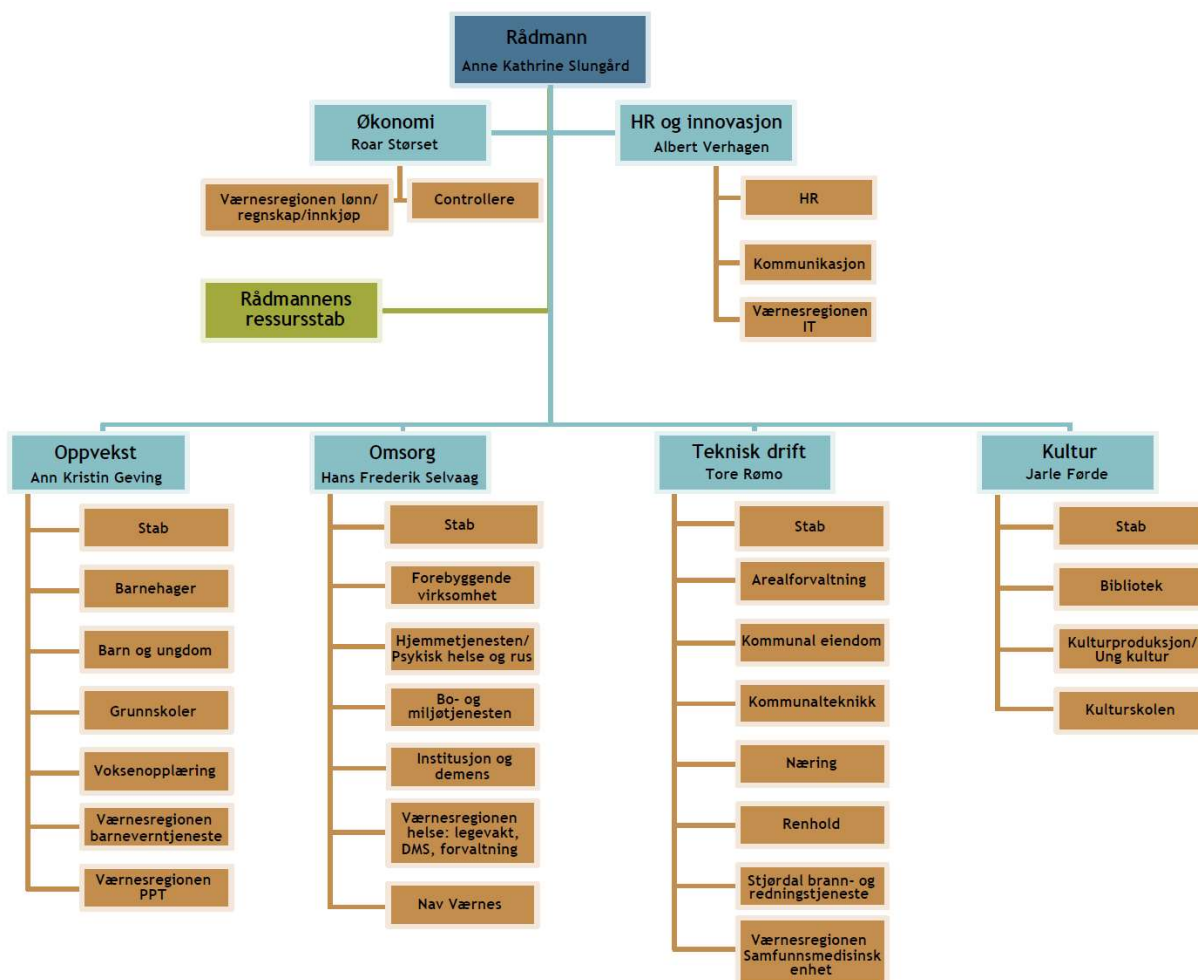 Rådmann
Anne Kathrine Slungård
Økonomi
Roar Størset
HR og innovasjon
Albert Verhagen
Værnesregionen lønn/
regnskap/innkjøp
Controllere
HR
Kommunikasjon
Værnesregionen
IT
Rådmannens
ressursstab
Oppvekst
Ann Kristin Geving
Stab
Barnehager
Barn og ungdom
Grunnskoler
Voksenopplæring
Værnesregionen
barneverntjeneste
Værnesregionen
PPT
Omsorg
Hans Frederik Selvaag
Stab
Forebyggende
virksomhet
Hjemmetjenesten/
Psykisk helse og rus
Bo- og
miljøtjenesten
Institusjon og
demens
Værnesregionen
helse: legevakt,
DMS, forvaltning
Nav Værnes
Teknisk drift
Tore Rømo
Stab
Arealforvaltning
Kommunal eiendom
Kommunalteknikk
Næring
Renhold
Stjørdal brann- og
redningstjeneste
Værnesregionen
Samfunnsmedisinsk
enhet
Kultur
Jarle Førde
Stab
Bibliotek
Kulturproduksjon/
Ung kultur
Kulturskolen